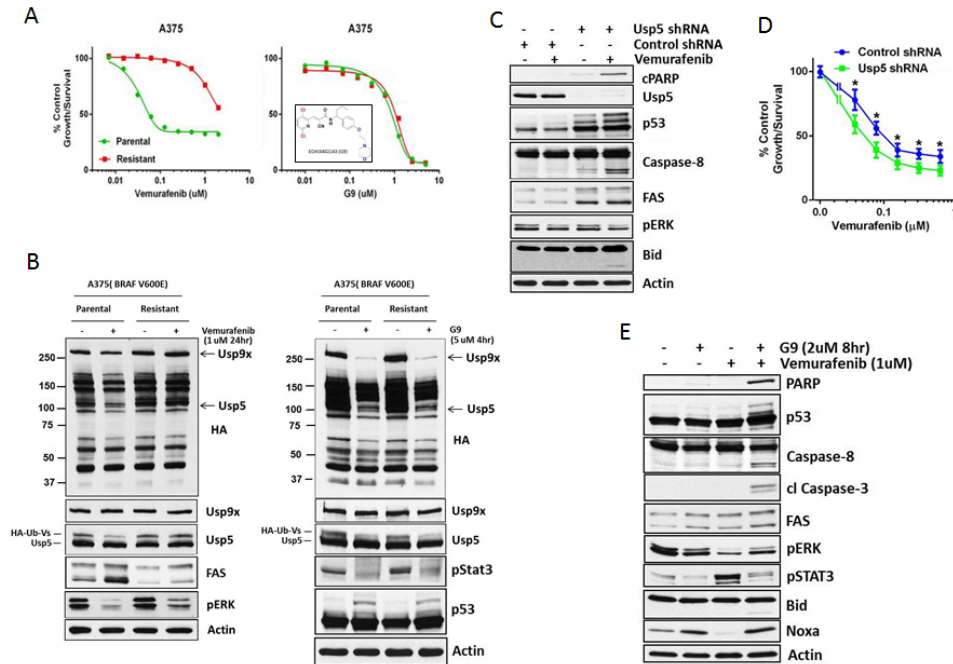 A
A375
% Control
Growth/Survival
100
50
0
Parental
Resistant
0.01
0.1
1
Vemurafenib (uM)
A375
100
50
0
CN
(G9)
0.01
0.1
1
G9 (uM)
B
A375( BRAF V600E)
Parental
Resistant
- + - +
Vemurafenib
(1 uM 24hr)
250
150
100
75
50
37
Usp9x
Usp5
HA
Usp9x
HA-Ub-Vs
Usp5
Usp5
FAS
pERK
Actin
A375( BRAF V600E)
Parental
Resistant
- + - +
G9
(5 uM 4hr)
250
150
100
75
50
37
Usp9x
Usp5
HA
Usp9x
HA-Ub-Vs
Usp5
Usp5
pStat3
p53
Actin
C
- - + + Usp5 shRNA
+ + - - Control shRNA
- + - + Vemurafenib
cPARP
Usp5
p53
Caspase-8
FAS
pERK
Bid
Actin
D
Control shRNA
Usp5 shRNA
% Control
Growth/Survival
100
50
0
* * * * *
0.0
0.1
Vemurafenib (µM)
E
- + - + G9 (2uM 8hr)
- - + + Vemurafenib (1uM)
PARP
p53
Caspase-8
cl Caspase-3
FAS
pERK
pSTAT3
Bid
Noxa
Actin